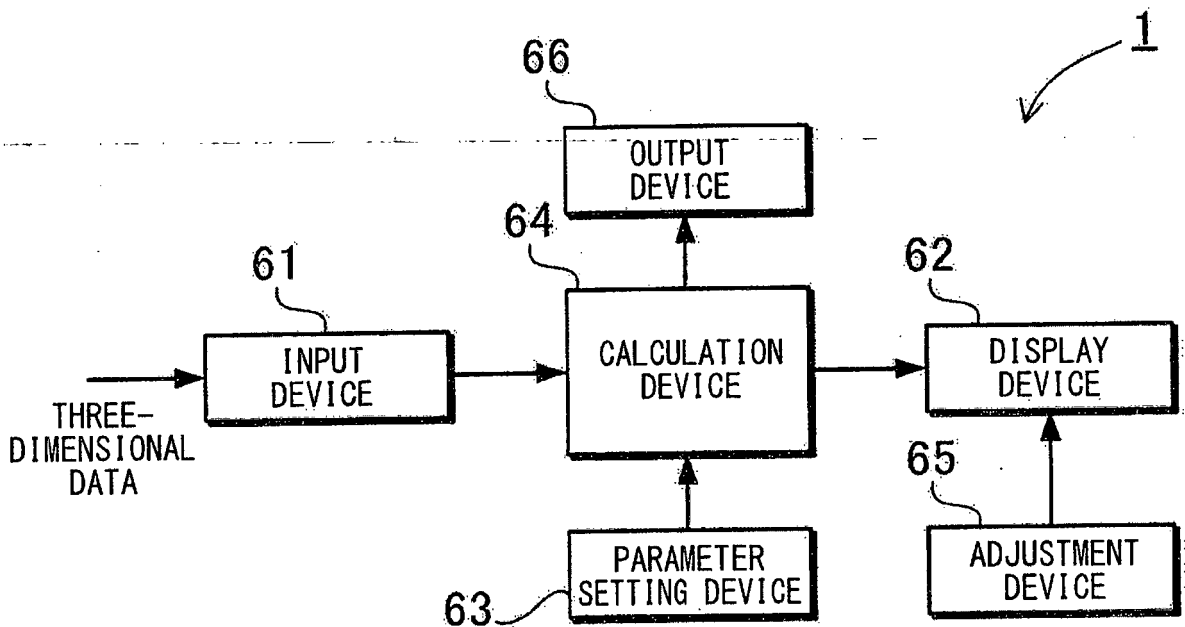 1
66
OUTPUT
DEVICE
64
61
62
INPUT
DEVICE
CALCULATION
DEVICE
DISPLAY
DEVICE
THREE-
DIMENSIONAL
DATA
65
PARAMETER
SETTING DEVICE
63
ADJUSTMENT
DEVICE